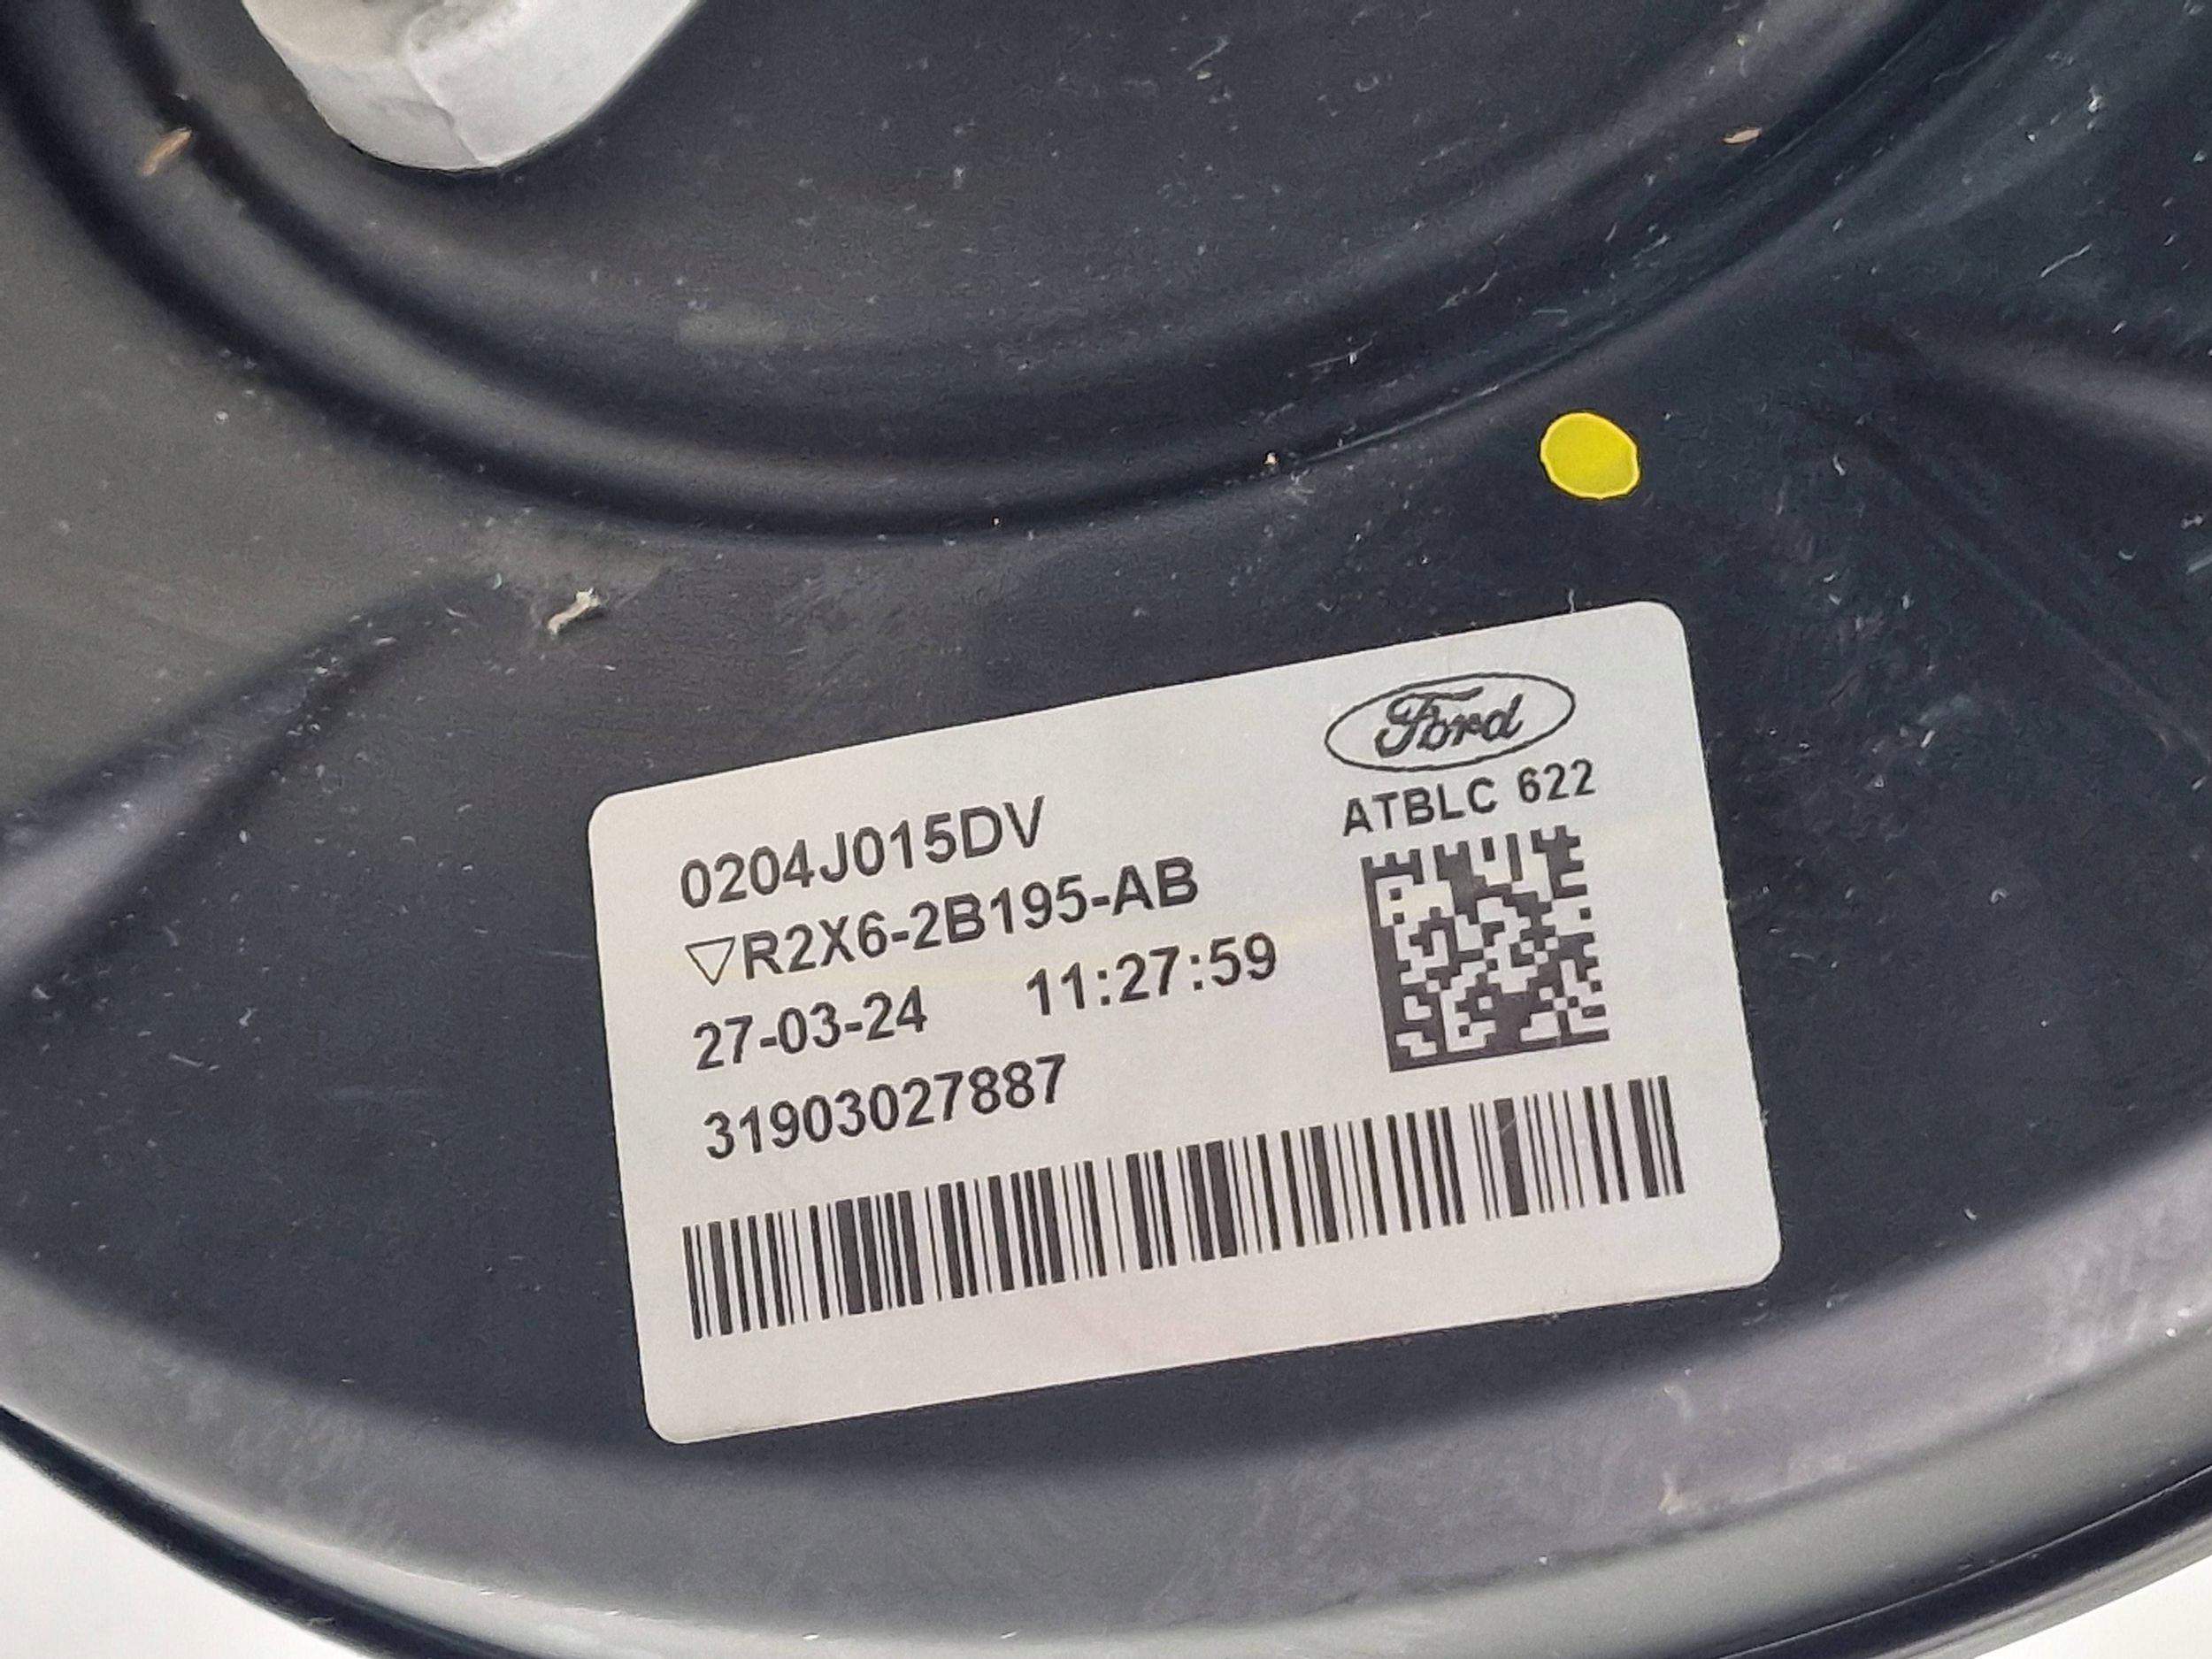 Ford
ATBLC 622
0204J015DV
▽R2X6-2B195-AB
27-03-24 11:27:59
31903027887